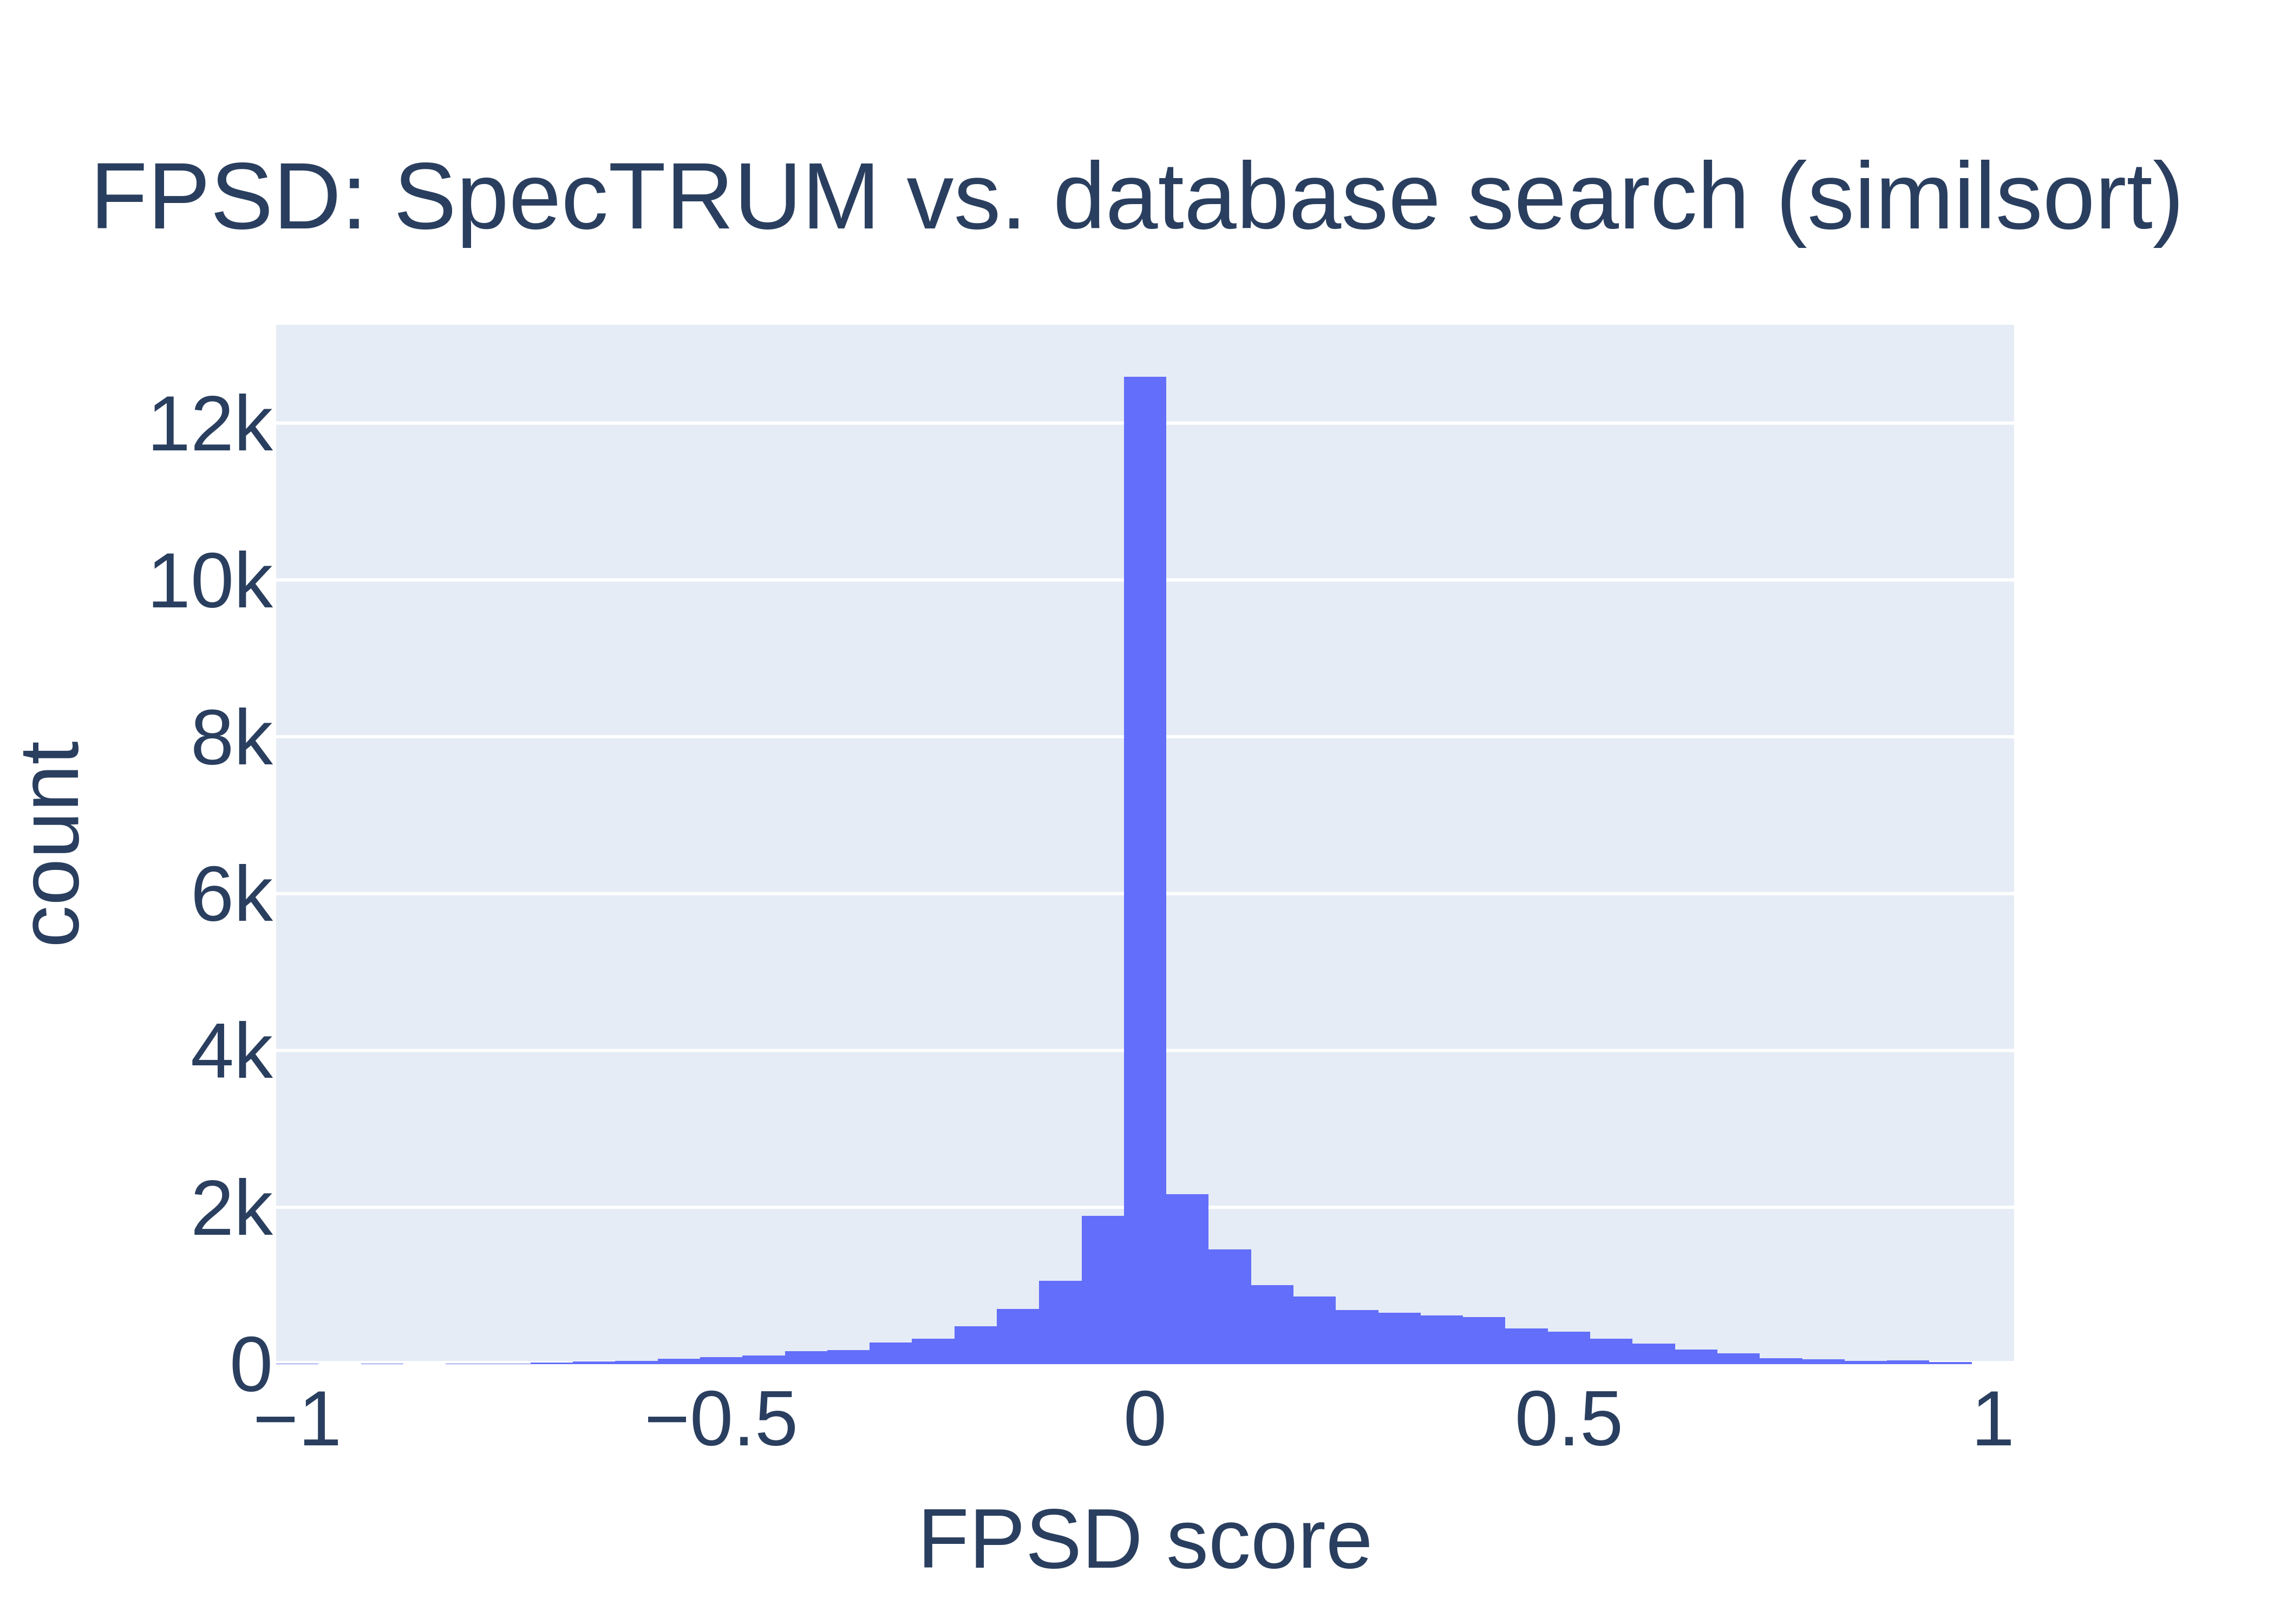 FPSD: SpecTRUM vs. database search (similsort)
12k
10k
8k
6k
4k
2k
0
count
−1 −0.5 0 0.5 1
FPSD score